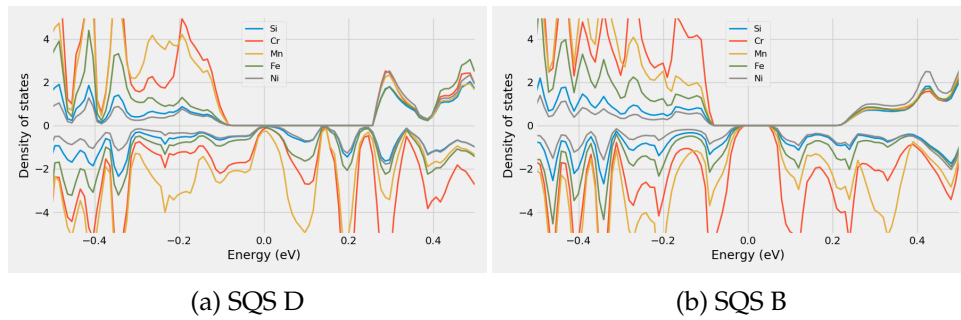 4
2
0
−2
−4
Density of states
Si
Cr
Mn
Fe
Ni
−0.4
−0.2
0.0
0.2
0.4
Energy (eV)
(a) SQS D
4
2
0
−2
−4
Density of states
Si
Cr
Mn
Fe
Ni
−0.4
−0.2
0.0
0.2
0.4
Energy (eV)
(b) SQS B